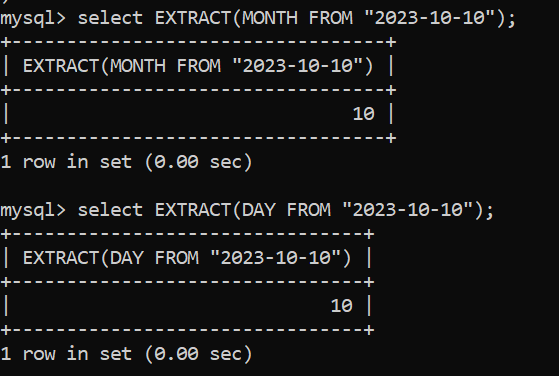 mysql> select EXTRACT(MONTH FROM "2023-10-10");
+----------------------------------+
| EXTRACT(MONTH FROM "2023-10-10") |
+----------------------------------+
|                               10 |
+----------------------------------+
1 row in set (0.00 sec)

mysql> select EXTRACT(DAY FROM "2023-10-10");
+--------------------------------+
| EXTRACT(DAY FROM "2023-10-10") |
+--------------------------------+
|                             10 |
+--------------------------------+
1 row in set (0.00 sec)